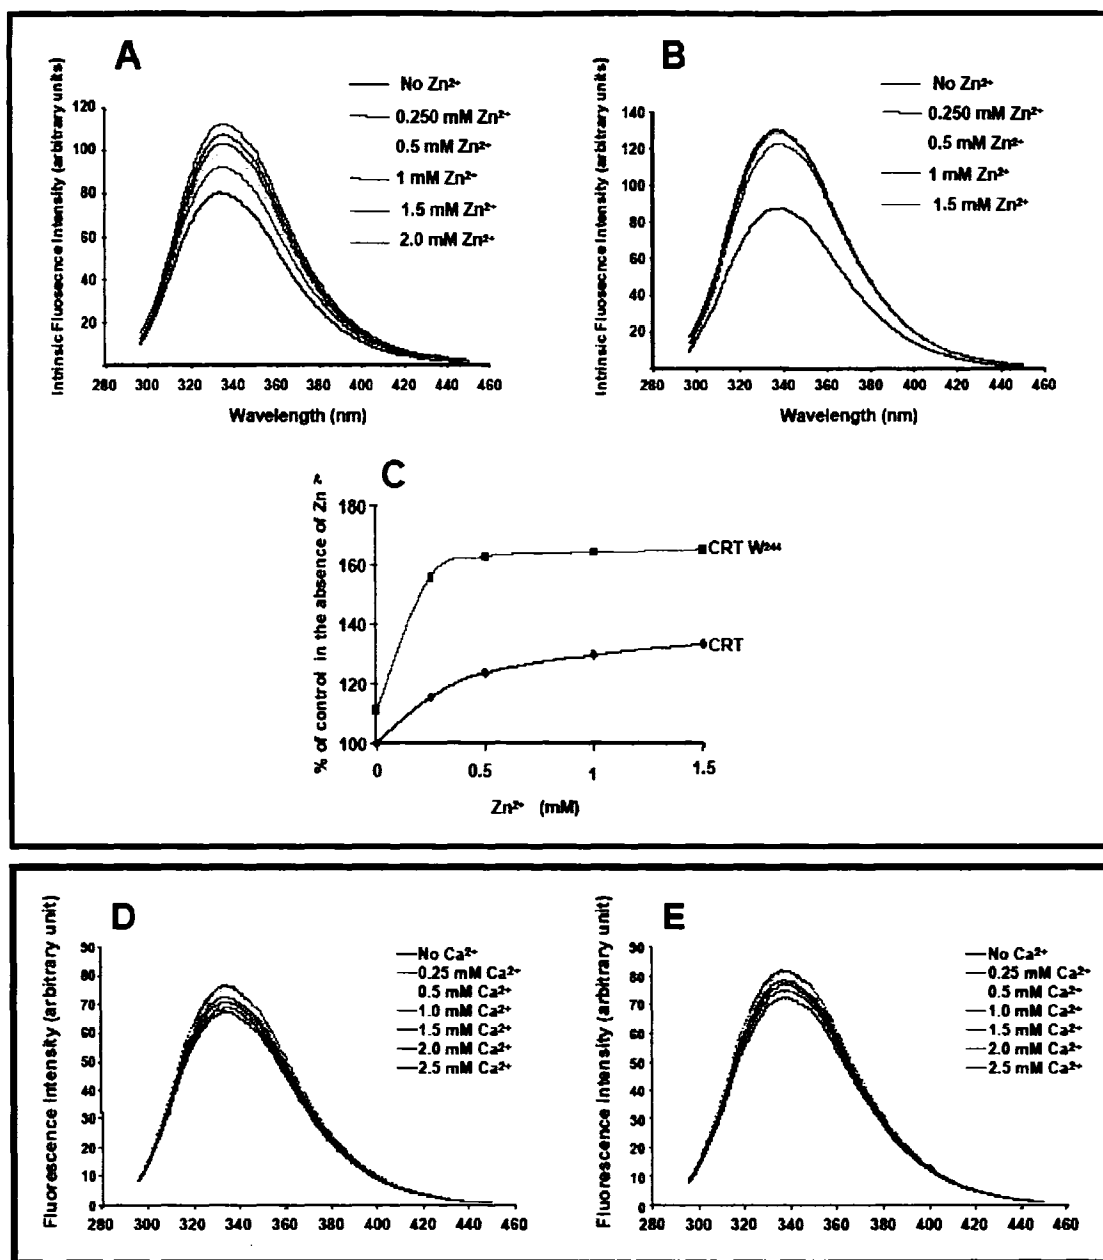 A
Intrinsic Fluosecnce Intensity (arbitrary units)
120
100
80
60
40
20
280 300 320 340 360 380 400 420 440 460
Wavelength (nm)
No Zn²⁺
0.250 mM Zn²⁺
0.5 mM Zn²⁺
1 mM Zn²⁺
1.5 mM Zn²⁺
2.0 mM Zn²⁺
B
Intrinsic Fluosecnce Intensity (arbitrary units)
140
120
100
80
60
40
20
280 300 320 340 360 380 400 420 440 460
Wavelength (nm)
No Zn²⁺
0.250 mM Zn²⁺
0.5 mM Zn²⁺
1 mM Zn²⁺
1.5 mM Zn²⁺
C
% of control in the absence of Zn
180
160
140
120
100
0 0.5 1 1.5
Zn²⁺ (mM)
CRT W²⁴⁴
CRT
D
Fluorescence Intensity (arbitrary unit)
90
80
70
60
50
40
30
20
10
0
280 300 320 340 360 380 400 420 440 460
No Ca²⁺
0.25 mM Ca²⁺
0.5 mM Ca²⁺
1.0 mM Ca²⁺
1.5 mM Ca²⁺
2.0 mM Ca²⁺
2.5 mM Ca²⁺
E
Fluorescence Intensity (arbitrary unit)
90
80
70
60
50
40
30
20
10
0
280 300 320 340 360 380 400 420 440 460
No Ca²⁺
0.25 mM Ca²⁺
0.5 mM Ca²⁺
1.0 mM Ca²⁺
1.5 mM Ca²⁺
2.0 mM Ca²⁺
2.5 mM Ca²⁺